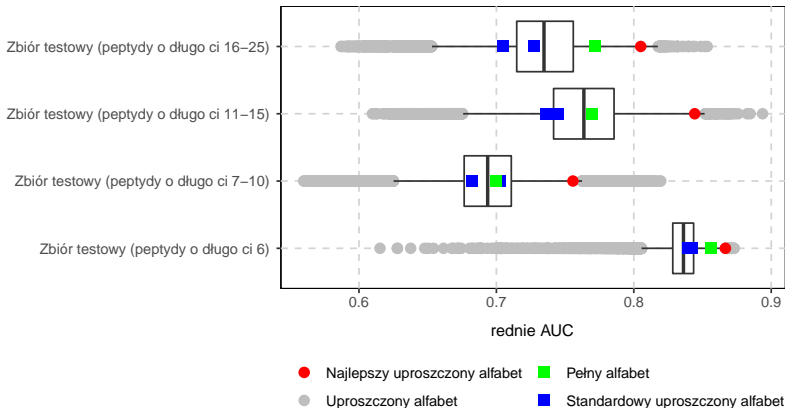 Zbiór testowy (peptydy o długo ci 16−25)
Zbiór testowy (peptydy o długo ci 11−15)
Zbiór testowy (peptydy o długo ci 7−10)
Zbiór testowy (peptydy o długo ci 6)
0.6 0.7 0.8 0.9
rednie AUC
Najlepszy uproszczony alfabet Pełny alfabet
Uproszczony alfabet Standardowy uproszczony alfabet